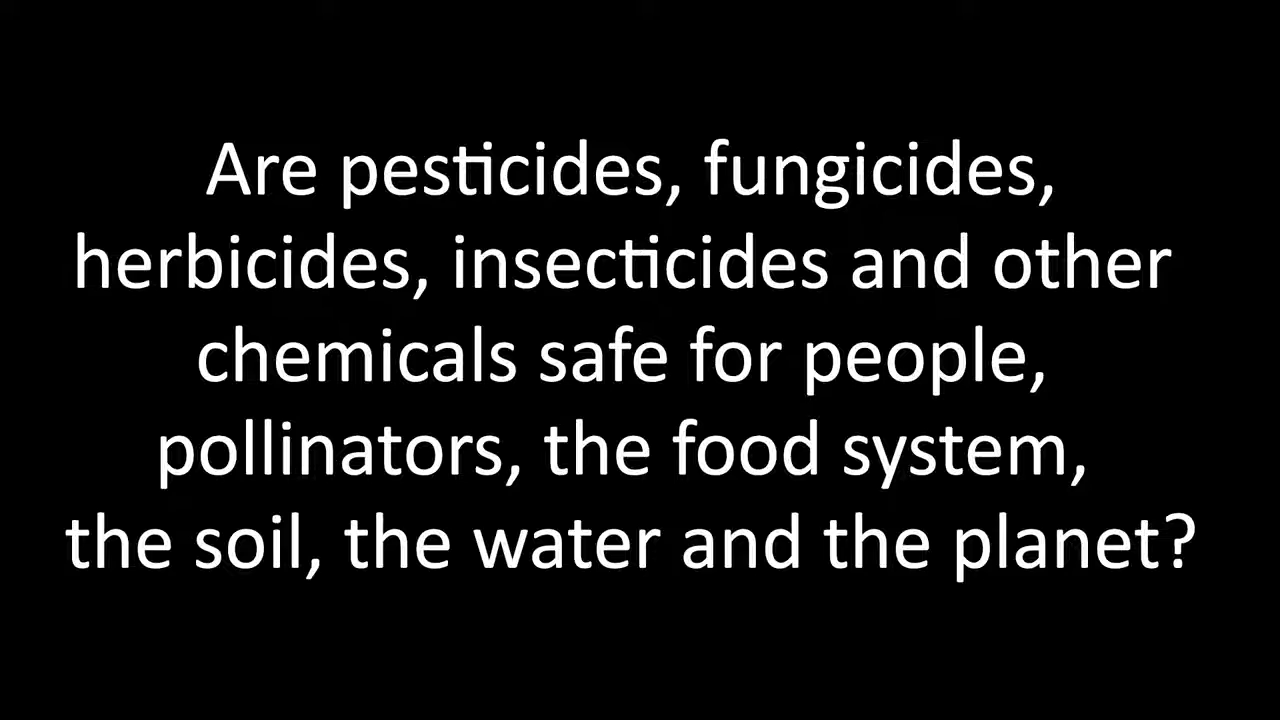 Are pesticides, fungicides,
herbicides, insecticides and other
chemicals safe for people,
pollinators, the food system,
the soil, the water and the planet?